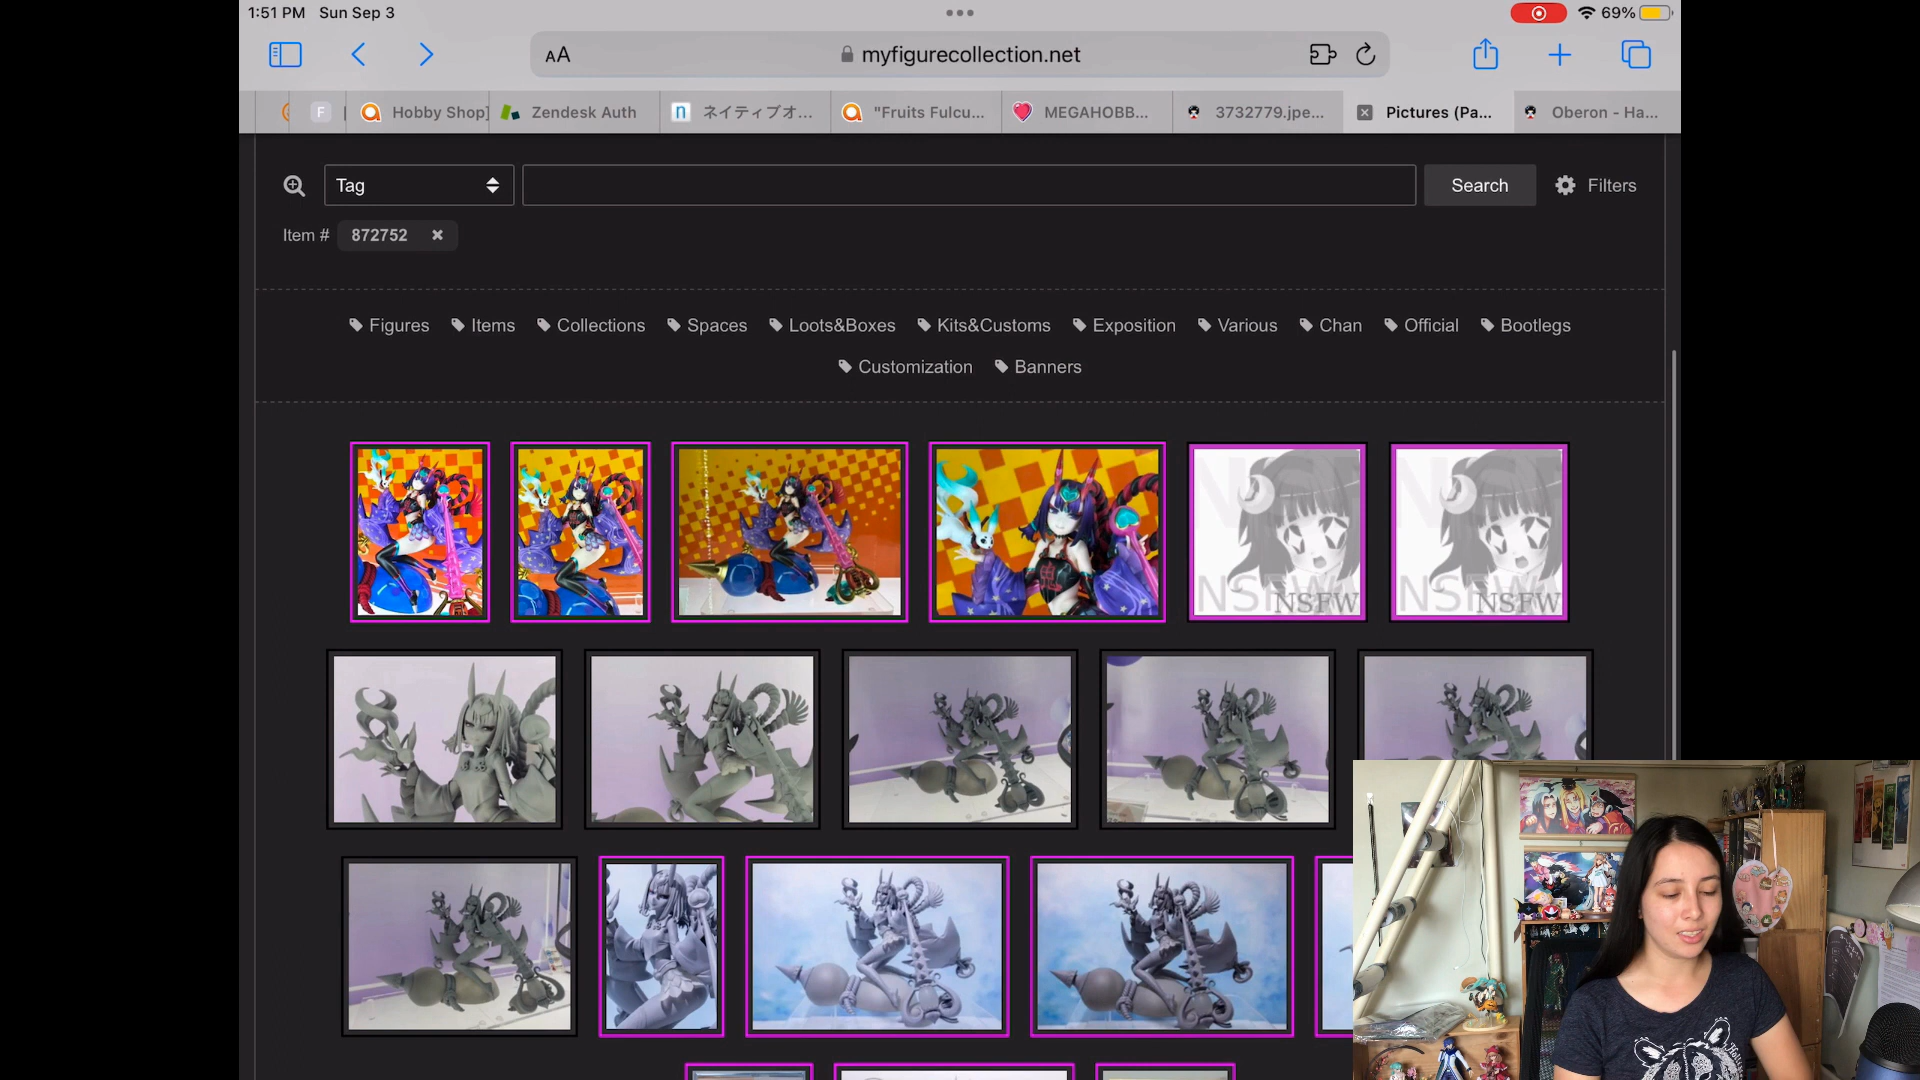 1:51 PM Sun Sep 3
69%
AA
myfigurecollection.net
F
Hobby Shop]
Zendesk Auth
n
ネイティブオ...
"Fruits Fulcu...
MEGAHOBB...
3732779.jpe...
Pictures (Pa...
Oberon - Ha...
Tag
Search
Filters
Item #
872752
Figures
Items
Collections
Spaces
Loots&Boxes
Kits&Customs
Exposition
Various
Chan
Official
Bootlegs
Customization
Banners
NSFW
NSFW